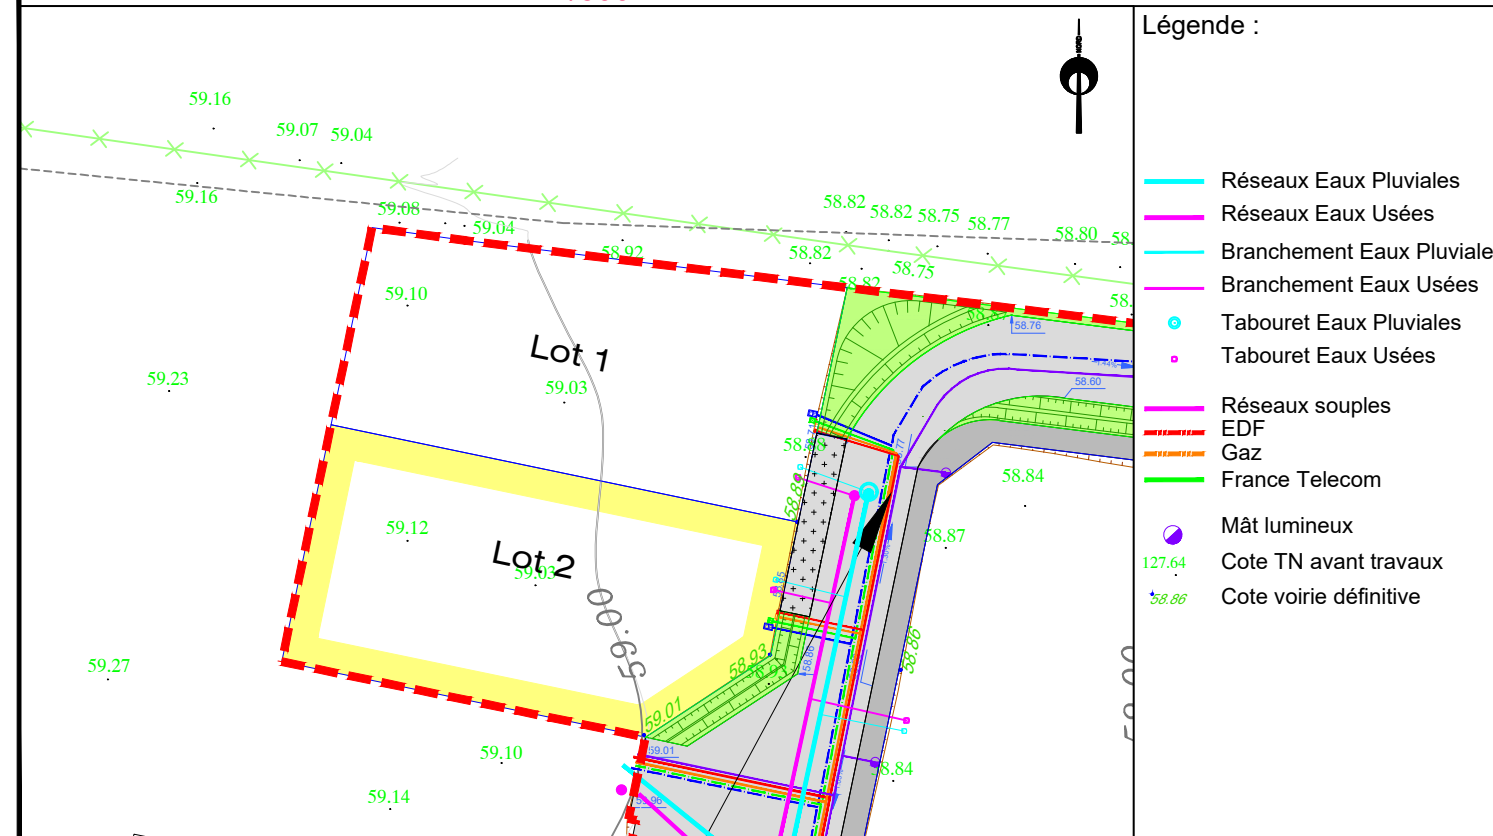 Légende :
NORD
59.16
59.07 59.04
59.16
59.08
59.04
58.92
58.82
58.82 58.75 58.77
58.80
58.82
58.75
58.82
59.10
58.76
Lot 1
59.03
59.23
58.60
58.84
58.87
59.12
Lot 2
59.03
59.00
58.86
58.86
58.93
59.27
59.01
59.01
59.10
58.84
59.14
Réseaux Eaux Pluviales
Réseaux Eaux Usées
Branchement Eaux Pluviale
Branchement Eaux Usées
Tabouret Eaux Pluviales
Tabouret Eaux Usées
Réseaux souples
EDF
Gaz
France Telecom
Mât lumineux
127.64 Cote TN avant travaux
58.86 Cote voirie définitive